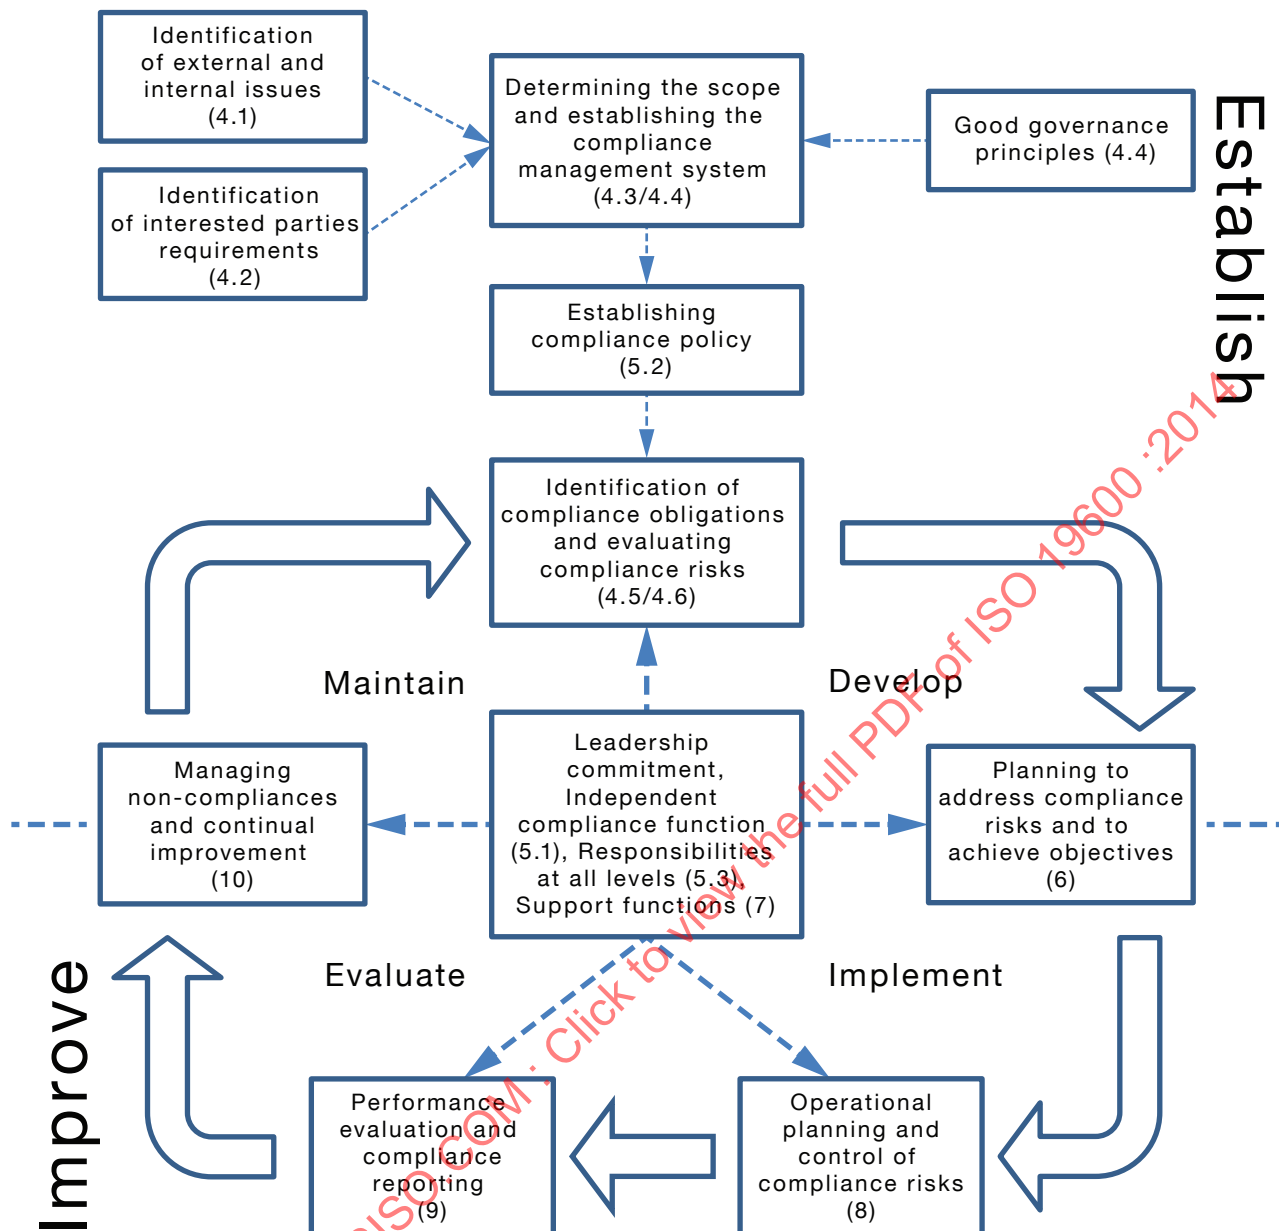 Identification
of external and
internal issues
(4.1)
Determining the scope
and establishing the
compliance
management system
(4.3/4.4)
Good governance
principles (4.4)
Establish
Identification
of interested parties
requirements
(4.2)
Establishing
compliance policy
(5.2)
Identification of
compliance obligations
and evaluating
compliance risks
(4.5/4.6)
Maintain
Develop
Managing
non-compliances
and continual
improvement
(10)
Leadership
commitment,
Independent
compliance function
(5.1), Responsibilities
at all levels (5.3),
Support functions (7)
Planning to
address compliance
risks and to
achieve objectives
(6)
Evaluate
Implement
Improve
Performance
evaluation and
compliance
reporting
(9)
Operational
planning and
control of
compliance risks
(8)
ISO.COM : Click to view the full PDF of ISO 19600 :2014